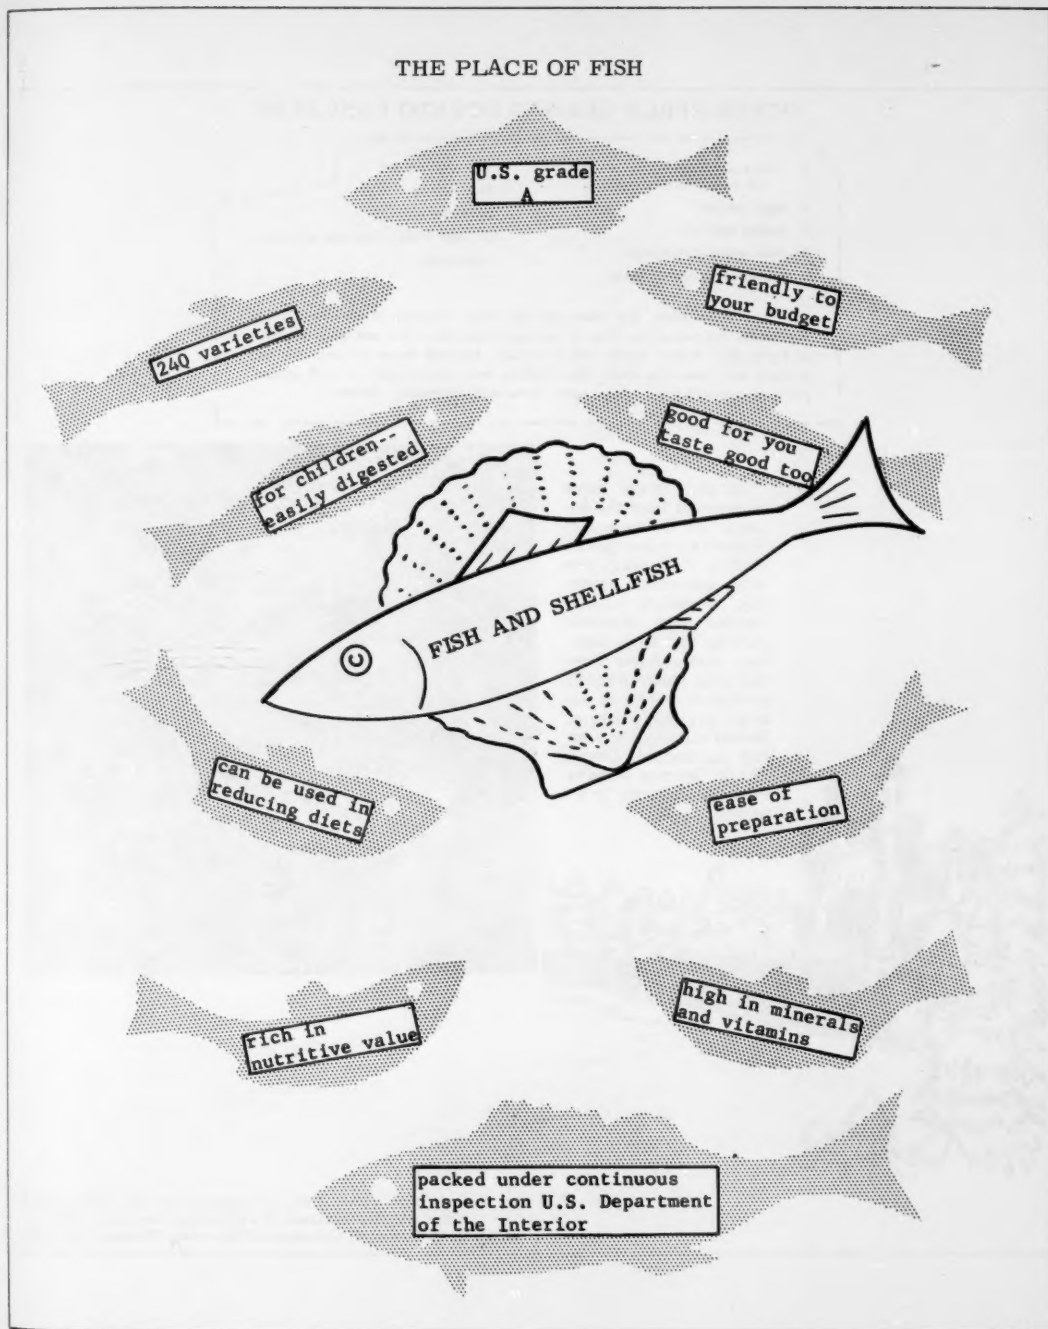 THE PLACE OF FISH
U.S. grade
A
friendly to
your budget
240 varieties
good for you
taste good too
for children--
easily digested
FISH AND SHELLFISH
can be used in
reducing diets
ease of
preparation
rich in
nutritive value
high in minerals
and vitamins
packed under continuous
inspection U.S. Department
of the Interior